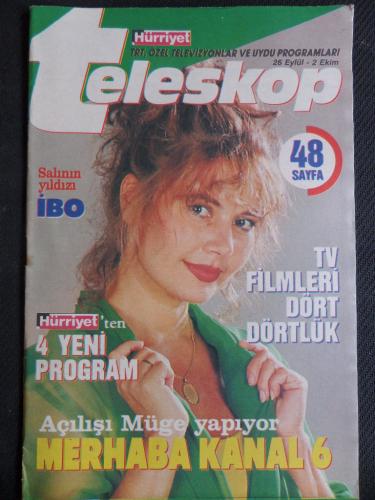 Hürriyet
TRT, ÖZEL TELEVİZYONLAR VE UYDU PROGRAMLARI
26 Eylül - 2 Ekim
teleskop
48
SAYFA
Salının
yıldızı
İBO
TV
FİLMLERİ
DÖRT
DÖRTLÜK
Hürriyet'ten
4 YENİ
PROGRAM
Açılışı Müge yapıyor
MERHABA KANAL 6